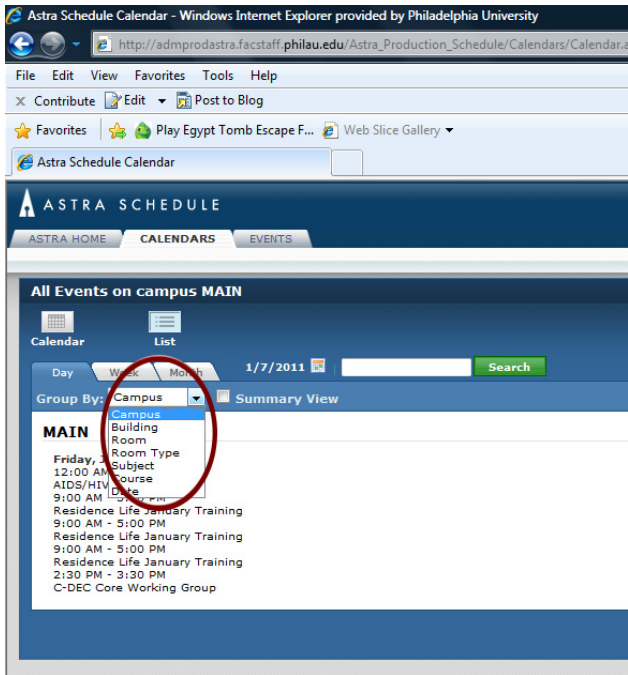 Astra Schedule Calendar - Windows Internet Explorer provided by Philadelphia University
http://admprodastra.facstaff.philau.edu/Astra_Production_Schedule/Calendars/Calendar.a
File Edit View Favorites Tools Help
x Contribute Edit Post to Blog
Favorites Play Egypt Tomb Escape F... Web Slice Gallery
Astra Schedule Calendar
ASTRA SCHEDULE
ASTRA HOME CALENDARS EVENTS
All Events on campus MAIN
Calendar List
Day Week Month 1/7/2011 Search
Group By: Campus Summary View
Campus
Building
Room
Room Type
Subject
Course
Date
MAIN
Friday,
12:00 AM
AIDS/HIV
9:00 AM - PM
Residence Life January Training
9:00 AM - 5:00 PM
Residence Life January Training
9:00 AM - 5:00 PM
Residence Life January Training
2:30 PM - 3:30 PM
C-DEC Core Working Group